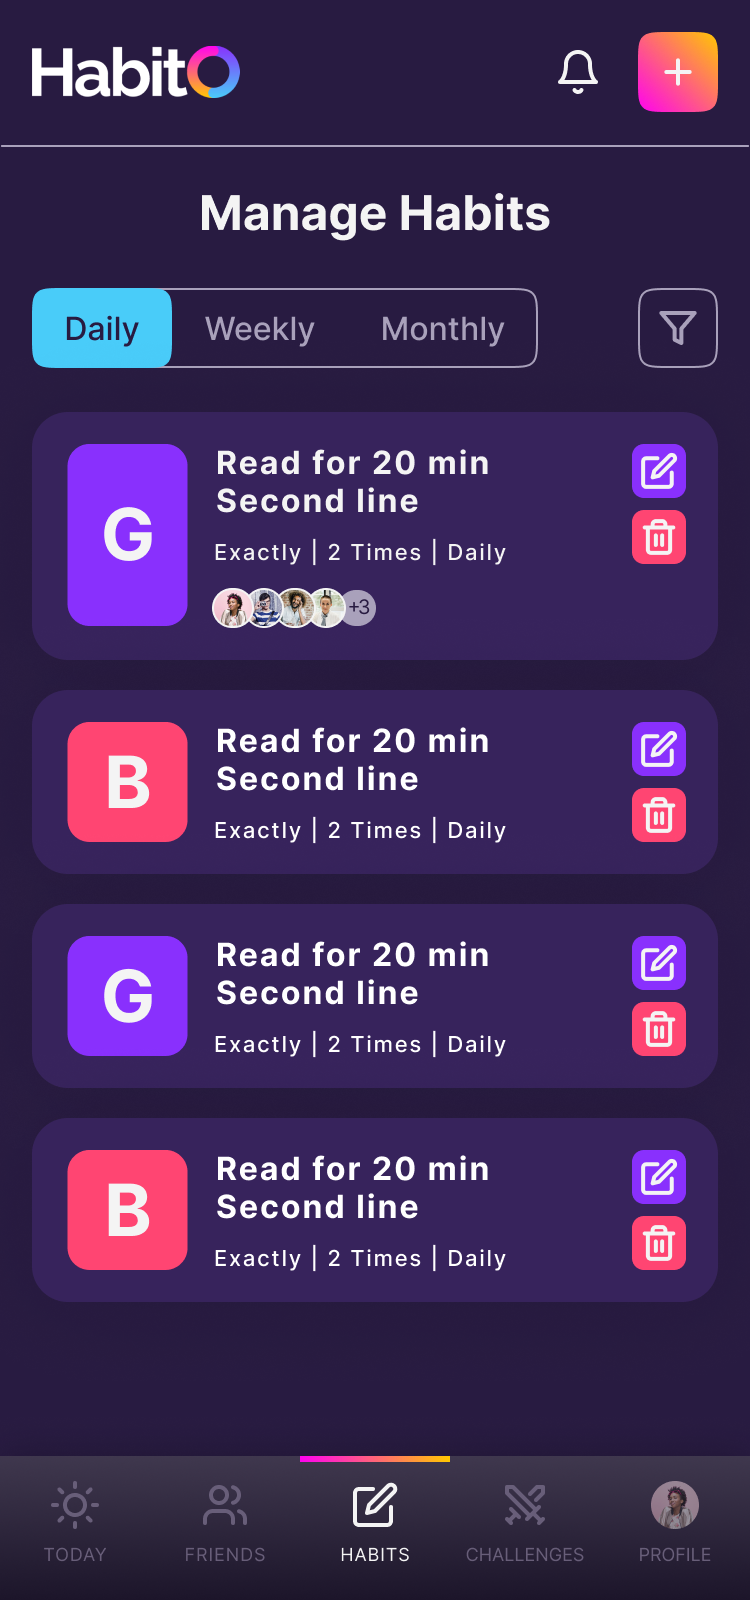 HabitO
Manage Habits
Daily Weekly Monthly
G
Read for 20 min
Second line
Exactly | 2 Times | Daily
+3
B
Read for 20 min
Second line
Exactly | 2 Times | Daily
G
Read for 20 min
Second line
Exactly | 2 Times | Daily
B
Read for 20 min
Second line
Exactly | 2 Times | Daily
TODAY FRIENDS HABITS CHALLENGES PROFILE